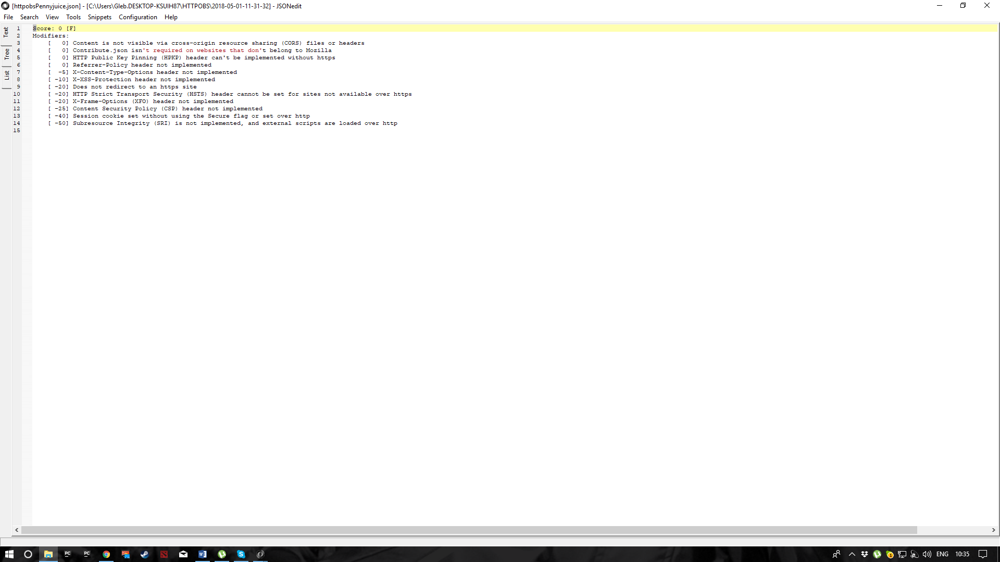 [httpobsPennyjuice.json] - [C:\Users\Gleb.DESKTOP-KSUIH87\HTTPOBS\2018-05-01-11-31-32] - JSONedit
File Search View Tools Snippets Configuration Help
Text
Tree
List
1 Score: 0 [F]
2 Modifiers:
3 [   0] Content is not visible via cross-origin resource sharing (CORS) files or headers
4 [   0] Contribute.json isn't required on websites that don't belong to Mozilla
5 [   0] HTTP Public Key Pinning (HPKP) header can't be implemented without https
6 [   0] Referrer-Policy header not implemented
7 [  -5] X-Content-Type-Options header not implemented
8 [ -10] X-XSS-Protection header not implemented
9 [ -20] Does not redirect to an https site
10 [ -20] HTTP Strict Transport Security (HSTS) header cannot be set for sites not available over https
11 [ -20] X-Frame-Options (XFO) header not implemented
12 [ -25] Content Security Policy (CSP) header not implemented
13 [ -40] Session cookie set without using the Secure flag or set over http
14 [ -50] Subresource Integrity (SRI) is not implemented, and external scripts are loaded over http
15
PC PC ENG 10:35